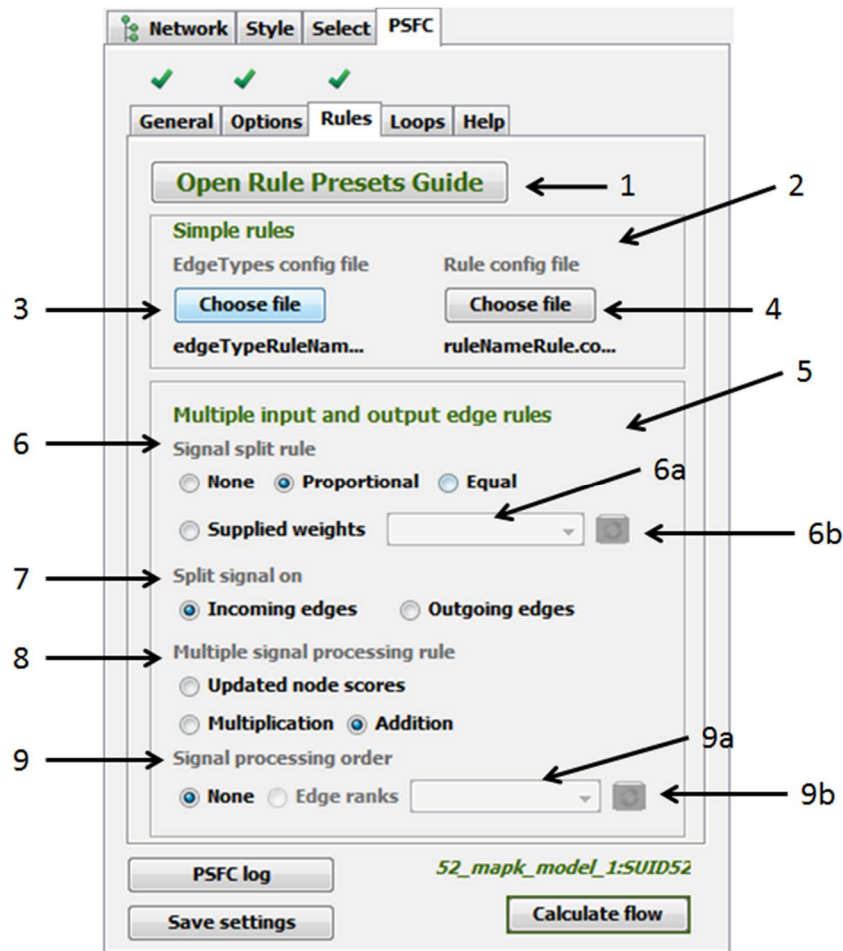 Network Style Select PSFC
General Options Rules Loops Help
Open Rule Presets Guide 1
2
Simple rules
EdgeTypes config file Rule config file
3 Choose file Choose file 4
edgeTypeRuleNam... ruleNameRule.co...
5
Multiple input and output edge rules
6 Signal split rule
6a
None Proportional Equal
Supplied weights 6b
7 Split signal on
Incoming edges Outgoing edges
8 Multiple signal processing rule
Updated node scores
Multiplication Addition
9a
9 Signal processing order
None Edge ranks 9b
PSFC log 52_mapk_model_1:SUID52
Save settings Calculate flow